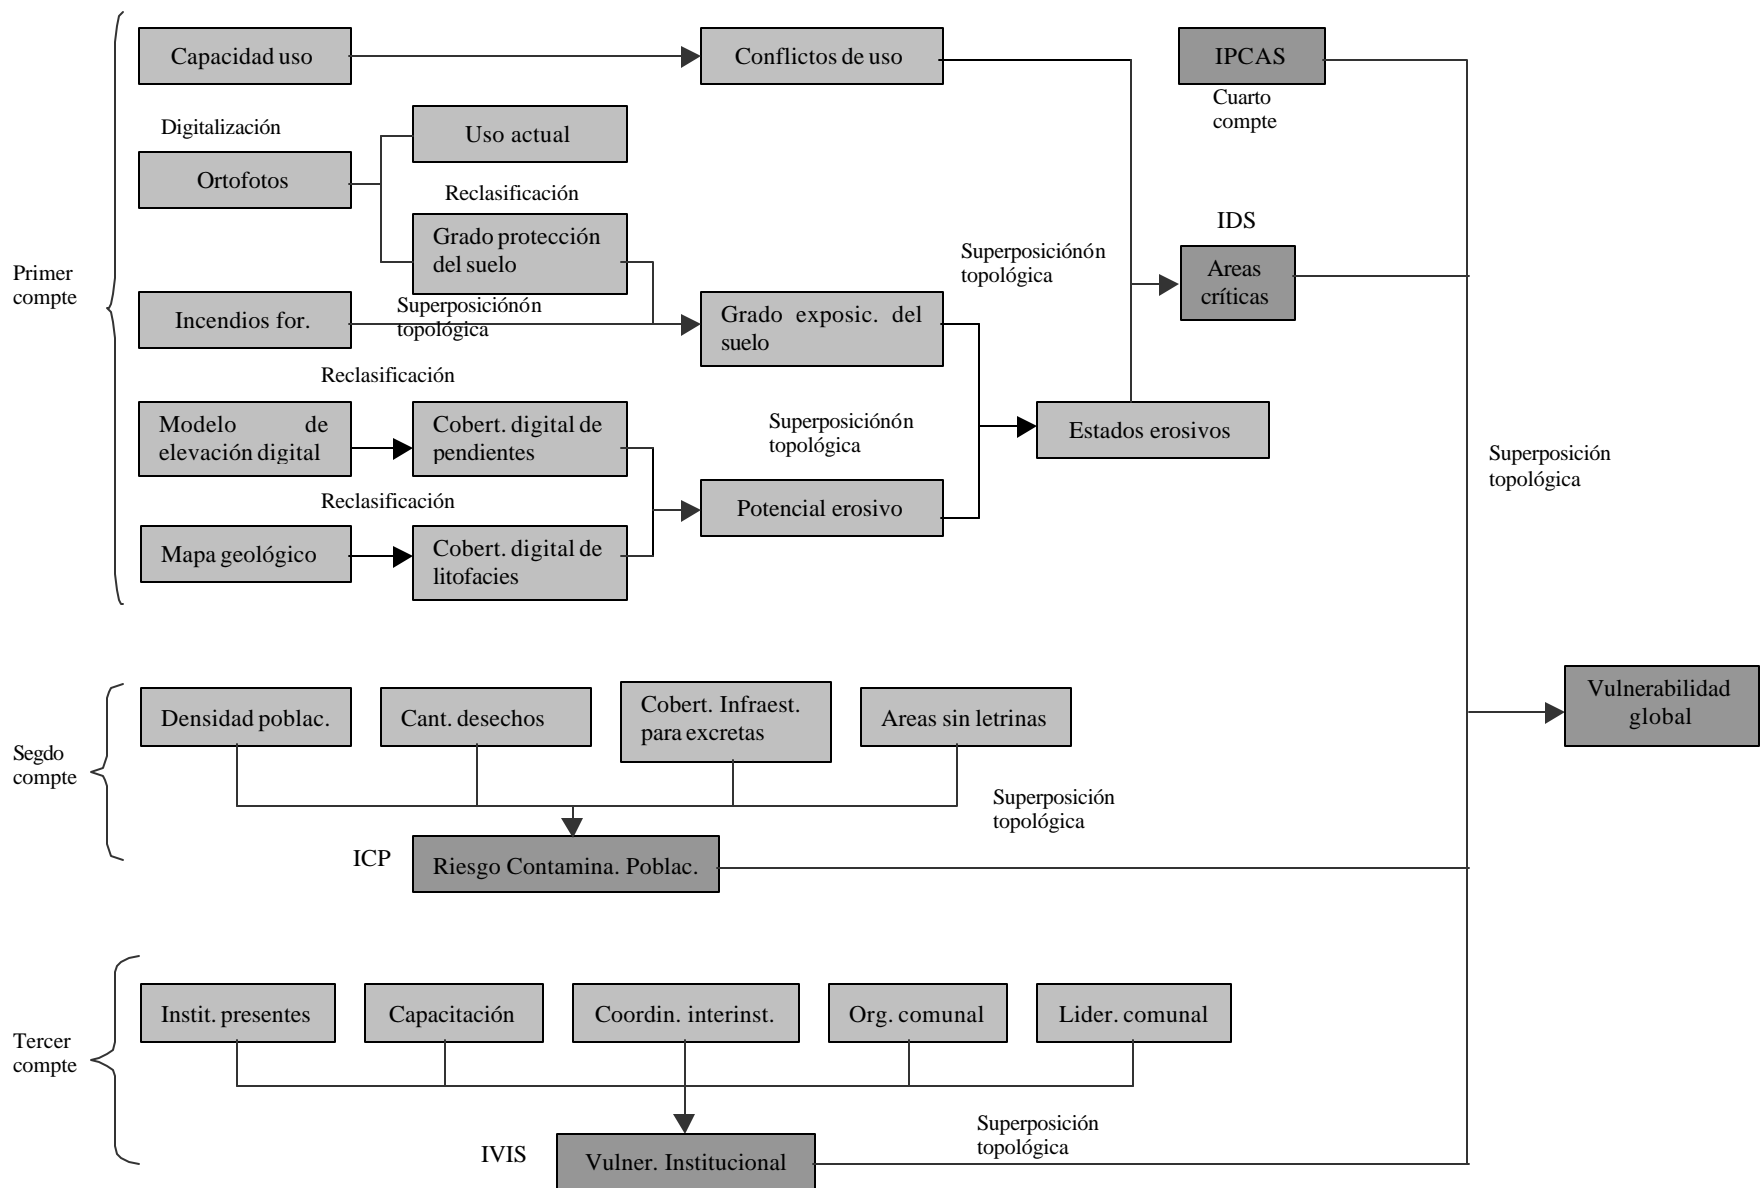 Capacidad uso
Conflictos de uso
IPCAS
Cuarto
compte
Digitalización
Uso actual
Ortofotos
Reclasificación
Grado protección
del suelo
IDS
Superposiciónón
topológica
Areas
críticas
Primer
compte
Incendios for.
Superposiciónón
topológica
Grado exposic. del
suelo
Reclasificación
Modelo de
elevación digital
Cobert. digital de
pendientes
Superposiciónón
topológica
Estados erosivos
Superposición
topológica
Reclasificación
Potencial erosivo
Mapa geológico
Cobert. digital de
litofacies
Vulnerabilidad
global
Segdo
compte
Densidad poblac.
Cant. desechos
Cobert. Infraest.
para excretas
Areas sin letrinas
Superposición
topológica
ICP
Riesgo Contamina. Poblac.
Tercer
compte
Instit. presentes
Capacitación
Coordin. interinst.
Org. comunal
Lider. comunal
Superposición
topológica
IVIS
Vulner. Institucional